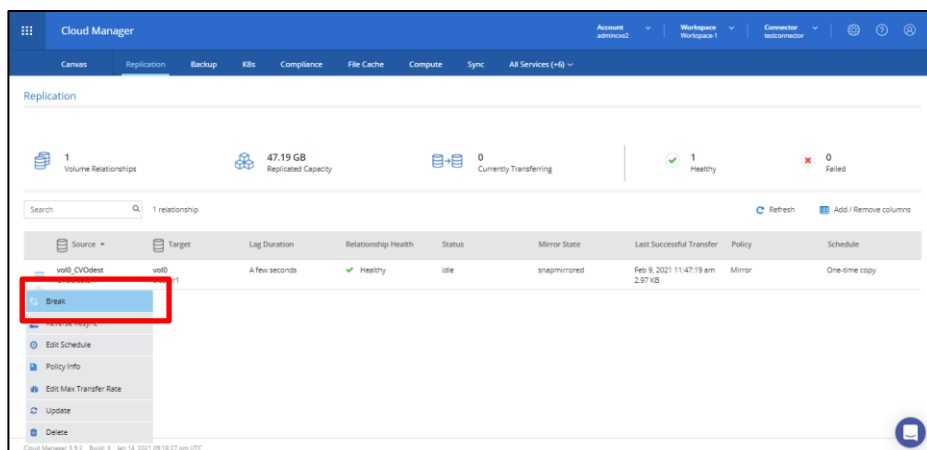 Cloud Manager
Account
Workspace
Workspace-1
Connector
testconnector
Canvas Replication Backup K8s Compliance File Cache Compute Sync All Services (+6)
Replication
1
Volume Relationships
47.19 GB
Replicated Capacity
0
Currently Transferring
1
Healthy
0
Failed
Search 1 relationship Refresh Add / Remove columns
Source Target Lag Duration Relationship Health Status Mirror State Last Successful Transfer Policy Schedule
vol0_CVOdest vol0 A few seconds Healthy idle snapmirrored Feb 9, 2021 11:47:19 am Mirror One-time copy
2.97 KB
Break
Reverse Resync
Edit Schedule
Policy Info
Edit Max Transfer Rate
Update
Delete
Cloud Manager 3.9.2 Build: 3 Jan 14, 2021 09:18:27 pm UTC